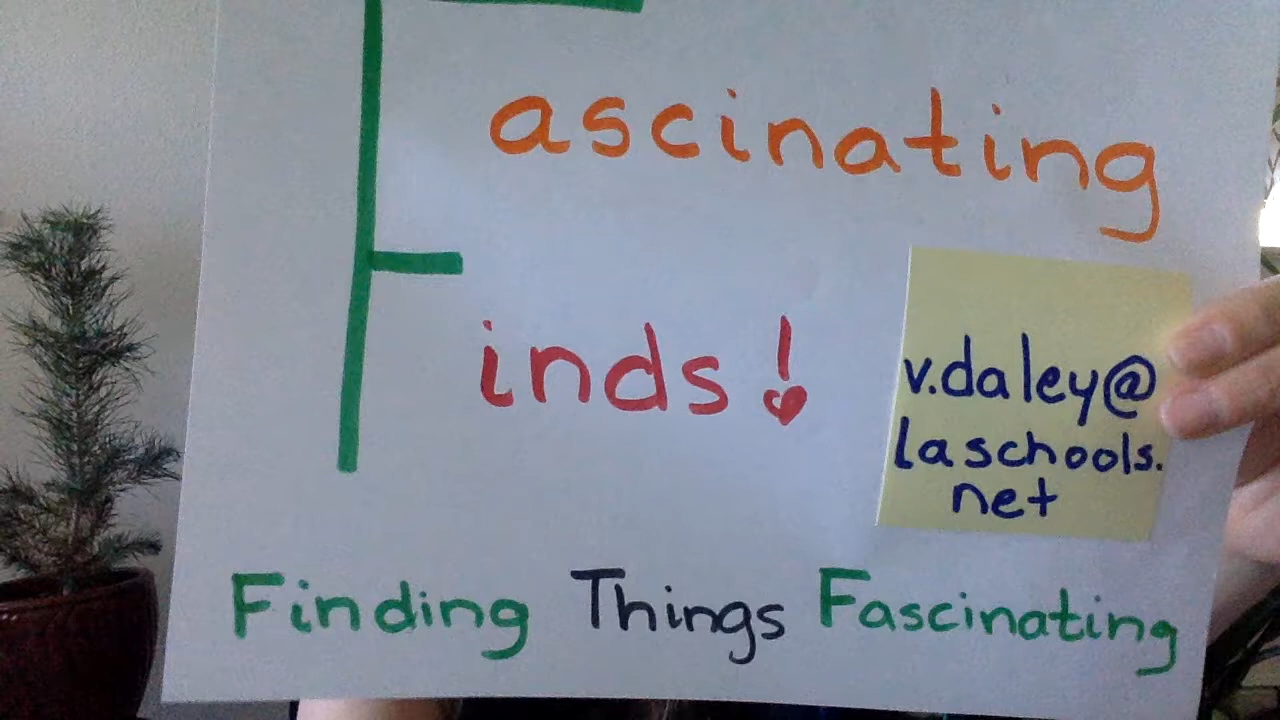 Fascinating
Finds!
v.daley@
laschools.
net
Finding Things Fascinating